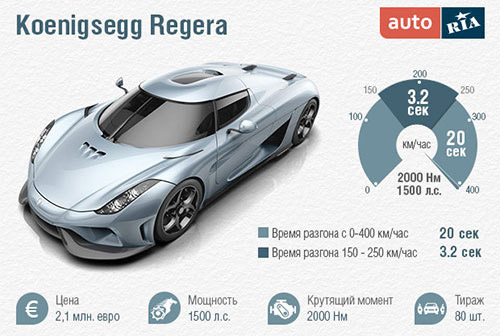 Koenigsegg Regera
auto RIA
200
150 250
3.2
сек
100 300
км/час
20
сек
2000 Нм
1500 л.с.
0 400
Время разгона с 0-400 км/час 20 сек
Время разгона 150 - 250 км/час 3.2 сек
€
Цена
2,1 млн. евро
Мощность
1500 л.с.
Крутящий момент
2000 Нм
Тираж
80 шт.